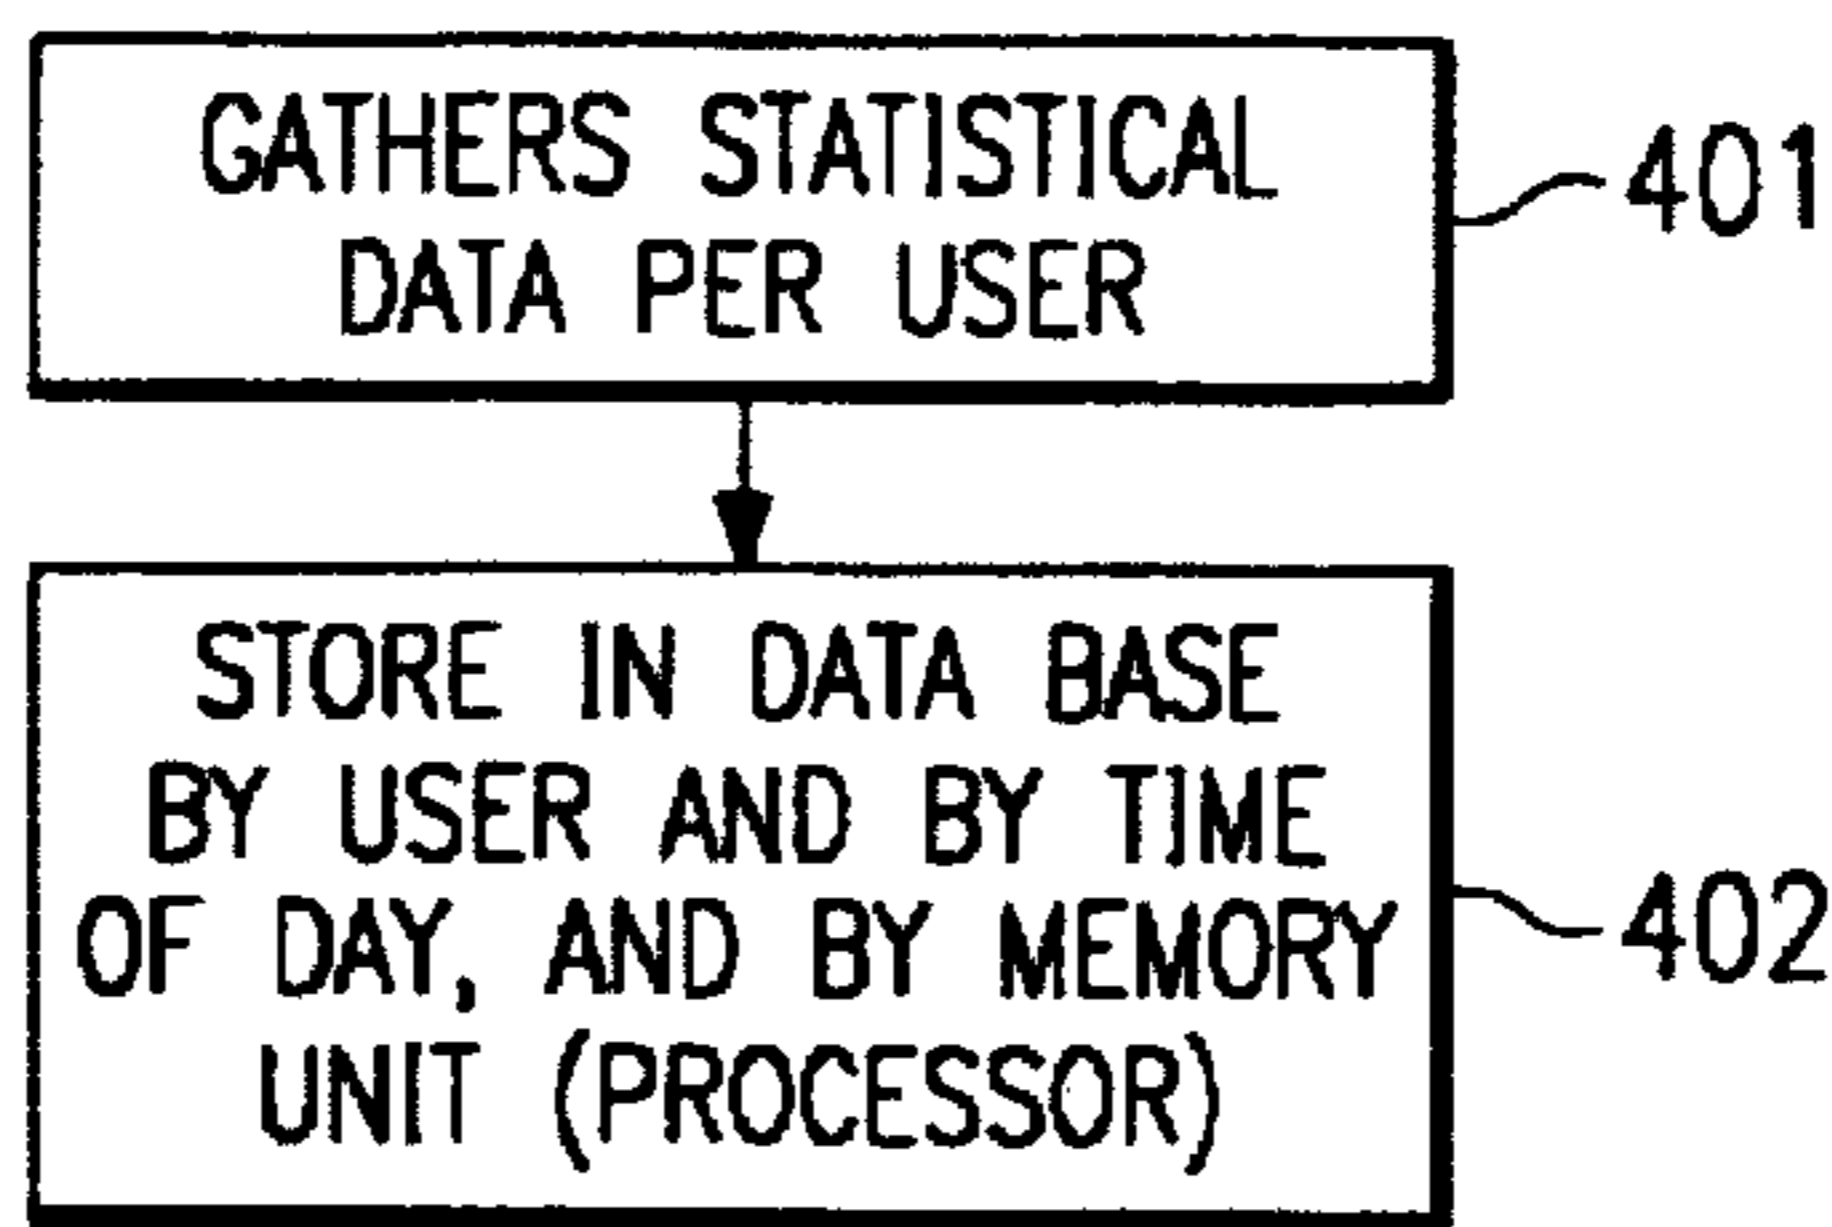 GATHERS STATISTICAL
DATA PER USER
401
STORE IN DATA BASE
BY USER AND BY TIME
OF DAY, AND BY MEMORY
UNIT (PROCESSOR)
402